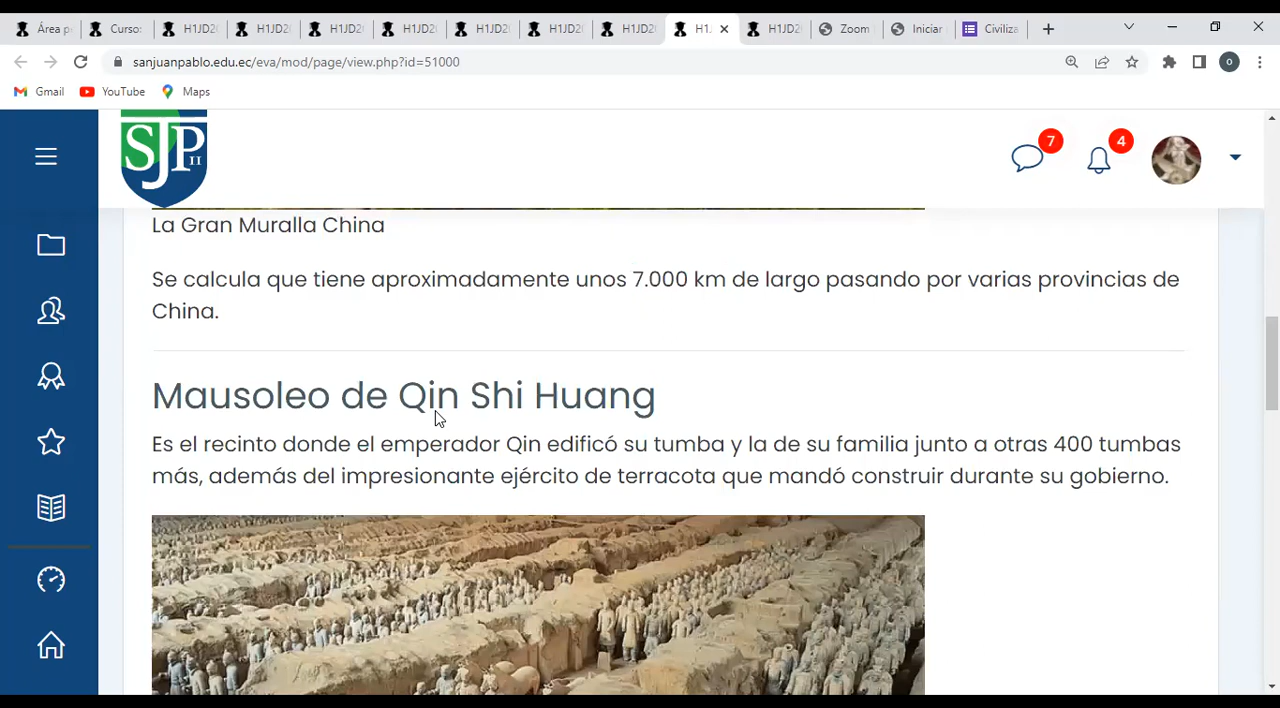 Área p
Curso:
H1JD20
H1JD2(
H1JD2
H1JD2(
H1JD2(
H1JD2(
H1JD2(
H1J
H1JD2
Zoom
Iniciar
Civiliza
sanjuanpablo.edu.ec/eva/mod/page/view.php?id=51000
O
Gmail
YouTube
Maps
SJP II
7
4
La Gran Muralla China
Se calcula que tiene aproximadamente unos 7.000 km de largo pasando por varias provincias de
China.
Mausoleo de Qin Shi Huang
Es el recinto donde el emperador Qin edificó su tumba y la de su familia junto a otras 400 tumbas
más, además del impresionante ejército de terracota que mandó construir durante su gobierno.